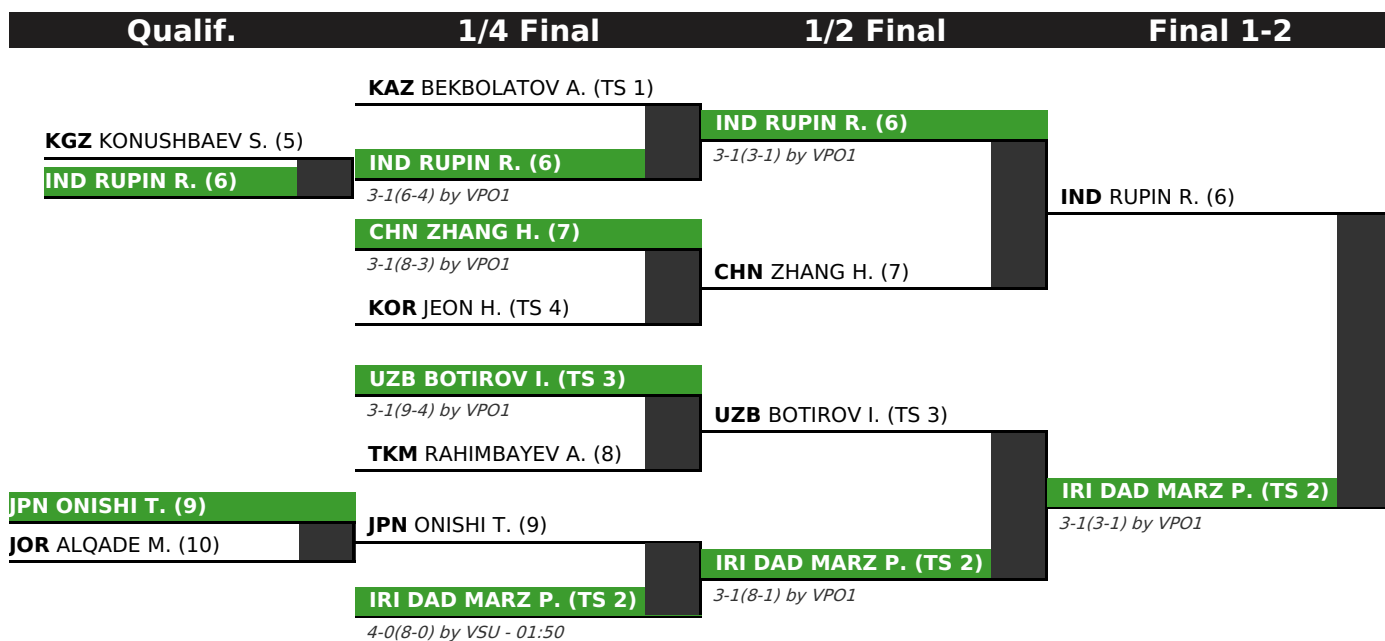 Qualif.
1/4 Final
1/2 Final
Final 1-2
KGZ KONUSHBAEV S. (5)
IND RUPIN R. (6)
JPN ONISHI T. (9)
JOR ALQADE M. (10)
KAZ BEKBOLATOV A. (TS 1)
IND RUPIN R. (6)
3-1(6-4) by VPO1
CHN ZHANG H. (7)
3-1(8-3) by VPO1
KOR JEON H. (TS 4)
UZB BOTIROV I. (TS 3)
3-1(9-4) by VPO1
TKM RAHIMBAYEV A. (8)
JPN ONISHI T. (9)
IRI DAD MARZ P. (TS 2)
4-0(8-0) by VSU - 01:50
IND RUPIN R. (6)
3-1(3-1) by VPO1
CHN ZHANG H. (7)
UZB BOTIROV I. (TS 3)
IRI DAD MARZ P. (TS 2)
3-1(8-1) by VPO1
IND RUPIN R. (6)
IRI DAD MARZ P. (TS 2)
3-1(3-1) by VPO1